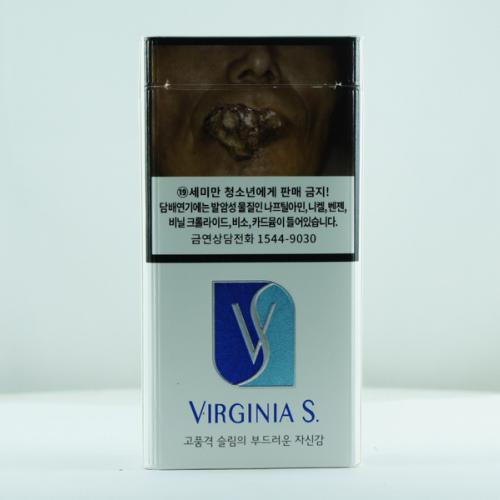 ⑲세미만 청소년에게 판매 금지!
담배연기에는 발암성 물질인 나프틸아민, 니켈, 벤젠,
비닐 크롤라이드, 비소, 카드뮴이 들어있습니다.
금연상담전화 1544-9030
VS
VIRGINIA S.
고품격 슬림의 부드러운 자신감